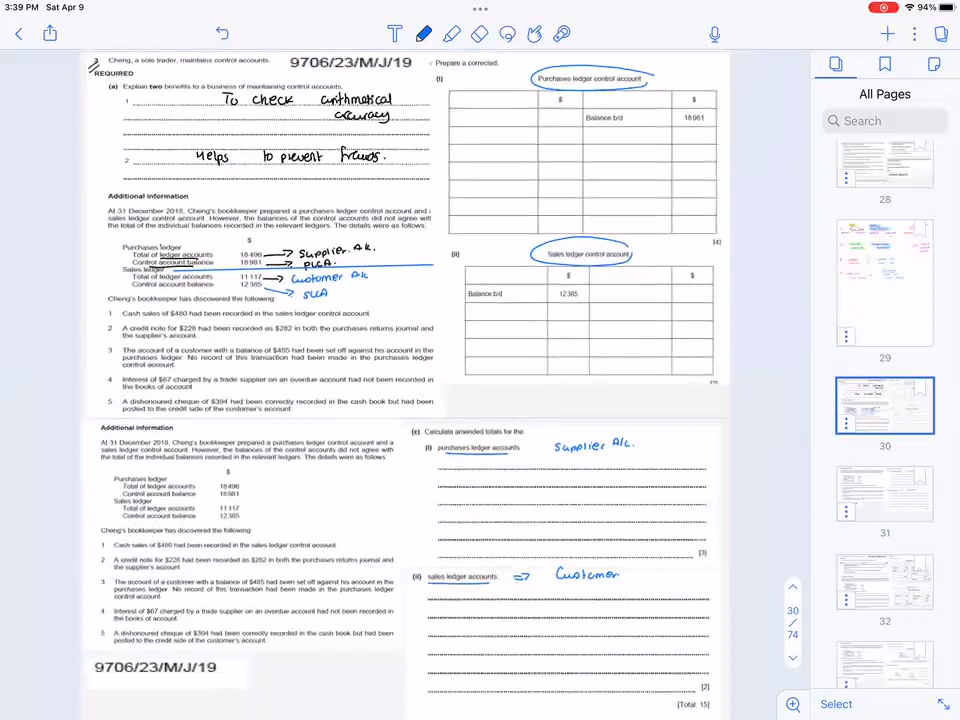 3:39 PM Sat Apr 9
94%
All Pages
Search
28
29
30
31
32
30
/
74
Select
3 Cheng, a sole trader, maintains control accounts. 9706/23/M/J/19
REQUIRED
(a) Explan two benefits to a business of maintaining control accounts.
1 To check arithmetical
accuracy
2 Helps to prevent frauds.
Additional information
At 31 December 2018, Cheng's bookkeeper prepared a purchases ledger control account and a
sales ledger control account. However, the balances of the control accounts did not agree with
the total of the individual balances recorded in the relevant ledgers. The details were as follows
$
Purchases ledger
Total of ledger accounts 18 496 → Supplier A/c.
Control account balance 18 981 → PLCA.
Sales ledger
Total of ledger accounts 11 117 → Customer A/c
Control account balance 12 385 → SLCA
Cheng's bookkeeper has discovered the following
1 Cash sales of $480 had been recorded in the sales ledger control account.
2 A credit note for $228 had been recorded as $282 in both the purchases returns journal and
the supplier's account.
3 The account of a customer with a balance of $485 had been set off against his account in the
purchases ledger. No record of this transaction had been made in the purchases ledger
control account.
4 Interest of $67 charged by a trade supplier on an overdue account had not been recorded in
the books of account
5 A dishonoured cheque of $394 had been correctly recorded in the cash book but had been
posted to the credit side of the customer's account.
Prepare a corrected.
(i) Purchases ledger control account
$ $
Balance b/d 18981
[4]
(ii) Sales ledger control account
$ $
Balance b/d 12385
Additional information
At 31 December 2018, Cheng's bookkeeper prepared a purchases ledger control account and a
sales ledger control account. However, the balances of the control accounts did not agree with
the total of the individual balances recorded in the relevant ledgers. The details were as follows
$
Purchases ledger
Total of ledger accounts 18 496
Control account balance 18 981
Sales ledger
Total of ledger accounts 11 117
Control account balance 12 385
Cheng's bookkeeper has discovered the following
1 Cash sales of $480 had been recorded in the sales ledger control account.
2 A credit note for $228 had been recorded as $282 in both the purchases returns journal and
the supplier's account.
3 The account of a customer with a balance of $485 had been set off against his account in the
purchases ledger. No record of this transaction had been made in the purchases ledger
control account.
4 Interest of $67 charged by a trade supplier on an overdue account had not been recorded in
the books of account.
5 A dishonoured cheque of $394 had been correctly recorded in the cash book but had been
posted to the credit side of the customer's account
9706/23/M/J/19
(c) Calculate amended totals for the:
(i) purchases ledger accounts Supplier A/c.
[3]
(ii) sales ledger accounts. ⇒ Customer
[2]
[Total 15]